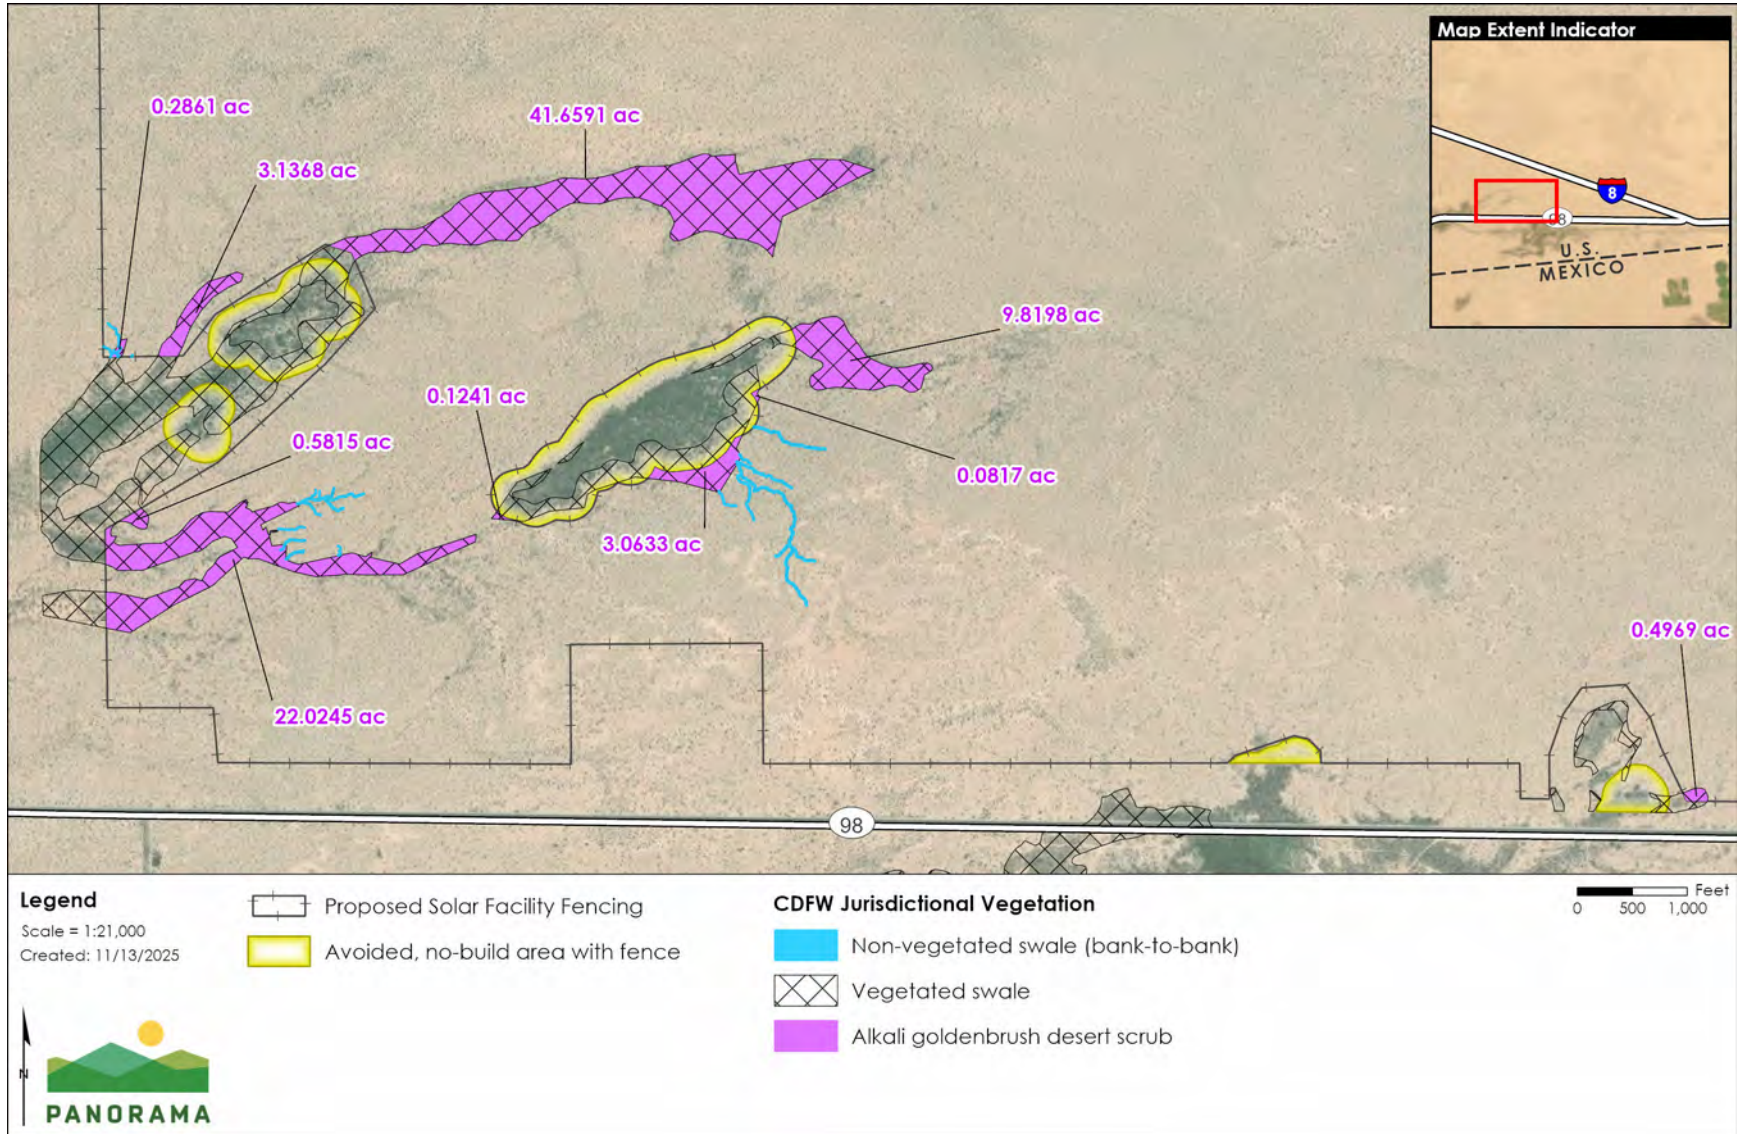 Map Extent Indicator
8
98
U.S.
MEXICO
0.2861 ac
41.6591 ac
3.1368 ac
9.8198 ac
0.1241 ac
0.5815 ac
0.0817 ac
3.0633 ac
0.4969 ac
22.0245 ac
98
Legend
Scale = 1:21,000
Created: 11/13/2025
Proposed Solar Facility Fencing
Avoided, no-build area with fence
CDFW Jurisdictional Vegetation
Non-vegetated swale (bank-to-bank)
Vegetated swale
Alkali goldenbrush desert scrub
Feet
0 500 1,000
N
PANORAMA